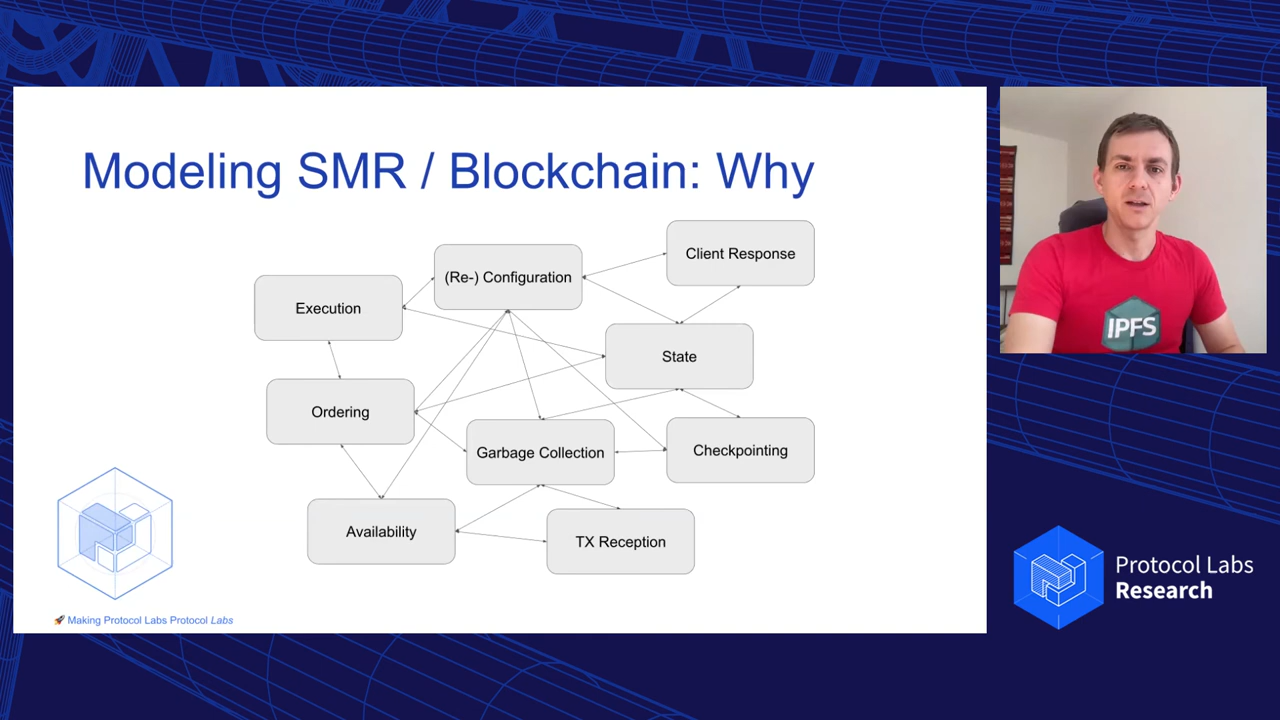 Modeling SMR / Blockchain: Why
Client Response
(Re-) Configuration
Execution
State
Ordering
Garbage Collection
Checkpointing
Availability
TX Reception
🚀 Making Protocol Labs Protocol Labs
IPFS
Protocol Labs
Research